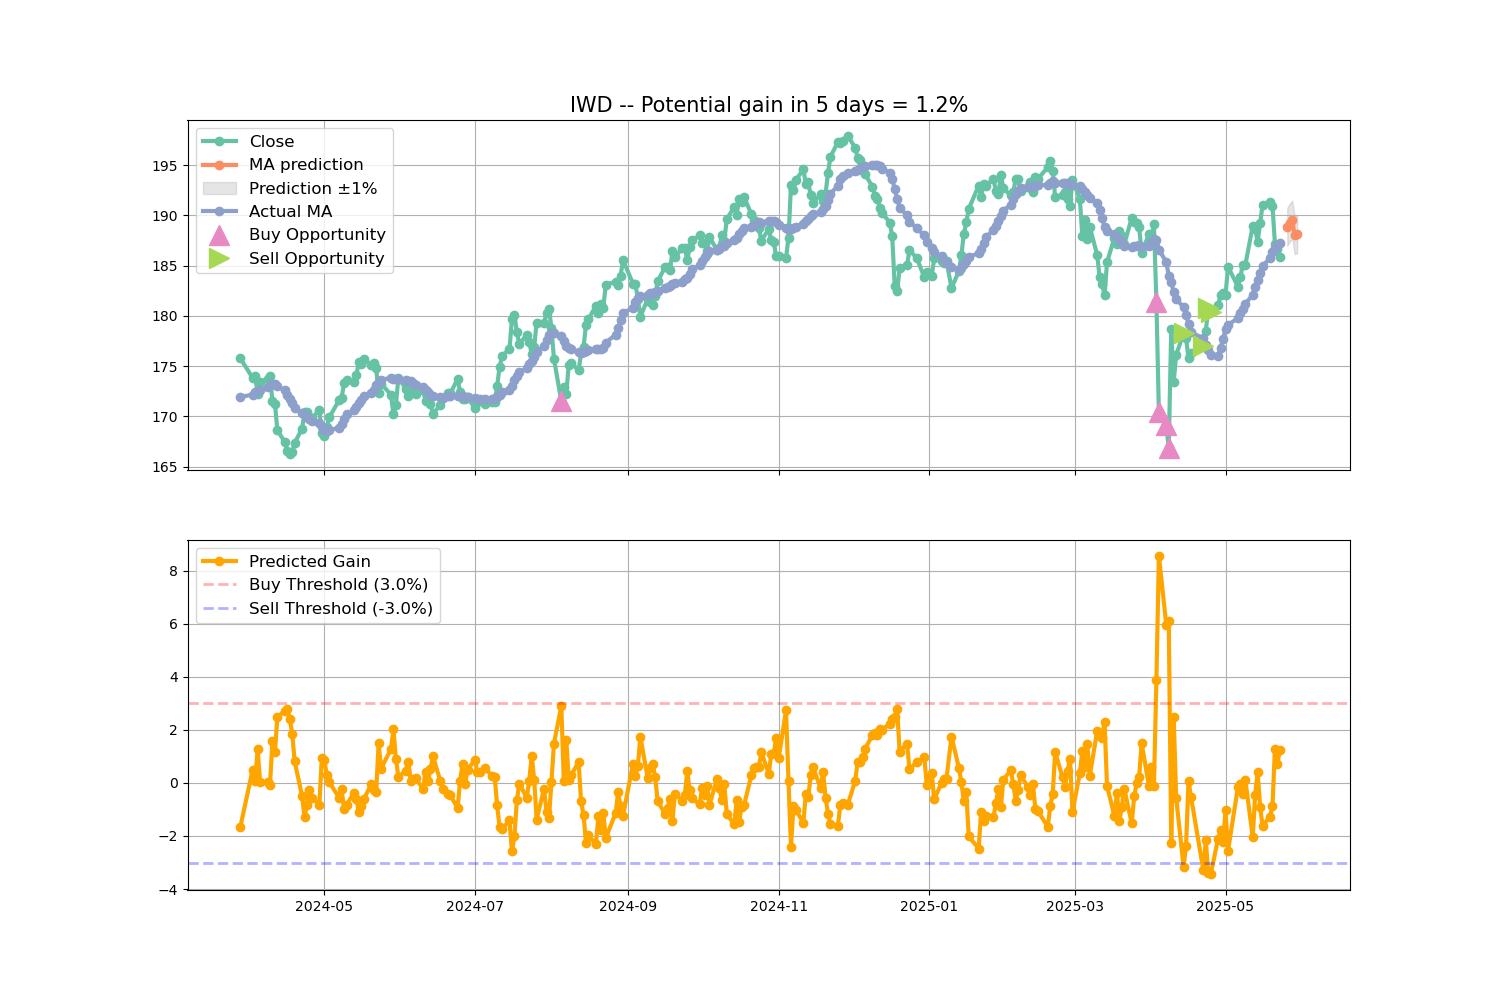 IWD -- Potential gain in 5 days = 1.2%
Close
MA prediction
Prediction ±1%
Actual MA
Buy Opportunity
Sell Opportunity
195
190
185
180
175
170
165
Predicted Gain
Buy Threshold (3.0%)
Sell Threshold (-3.0%)
8
6
4
2
0
−2
−4
2024-05
2024-07
2024-09
2024-11
2025-01
2025-03
2025-05